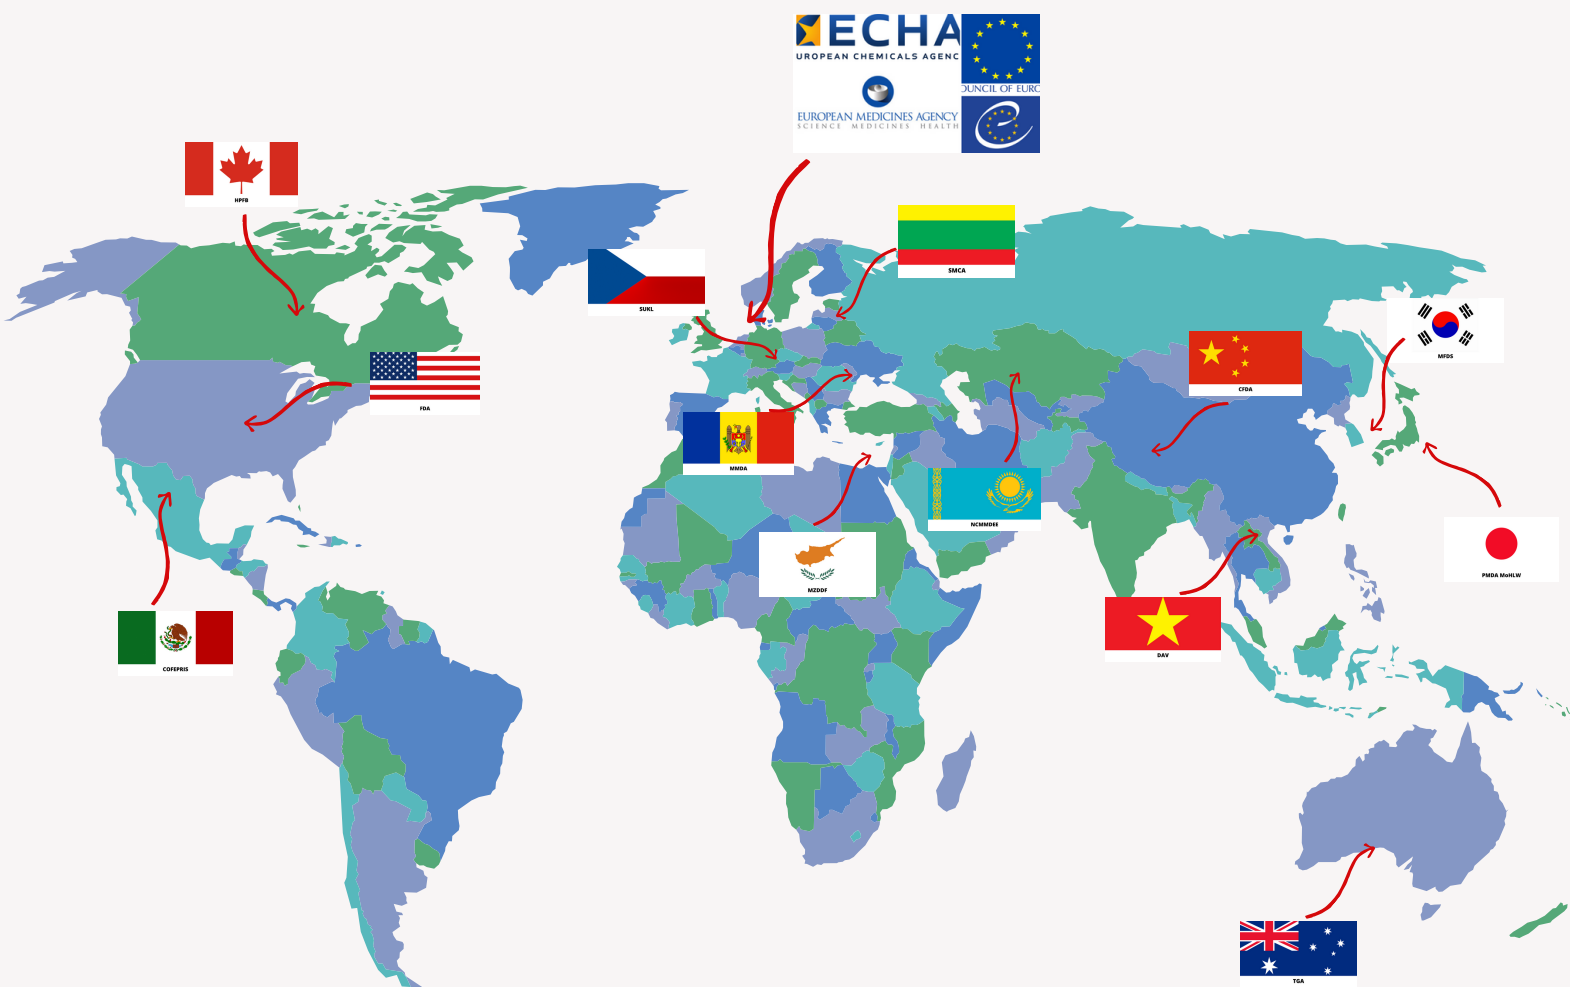 ECHA
UROPEAN CHEMICALS AGENC
OUNCIL OF EURO
EUROPEAN MEDICINES AGENCY
SCIENCE MEDICINES HEALTH
HPFB
SMCA
SUKL
MFDS
CFDA
FDA
MMDA
NCMMDEE
PMDA MoHLW
MZDDF
DAV
COFEPRIS
TGA